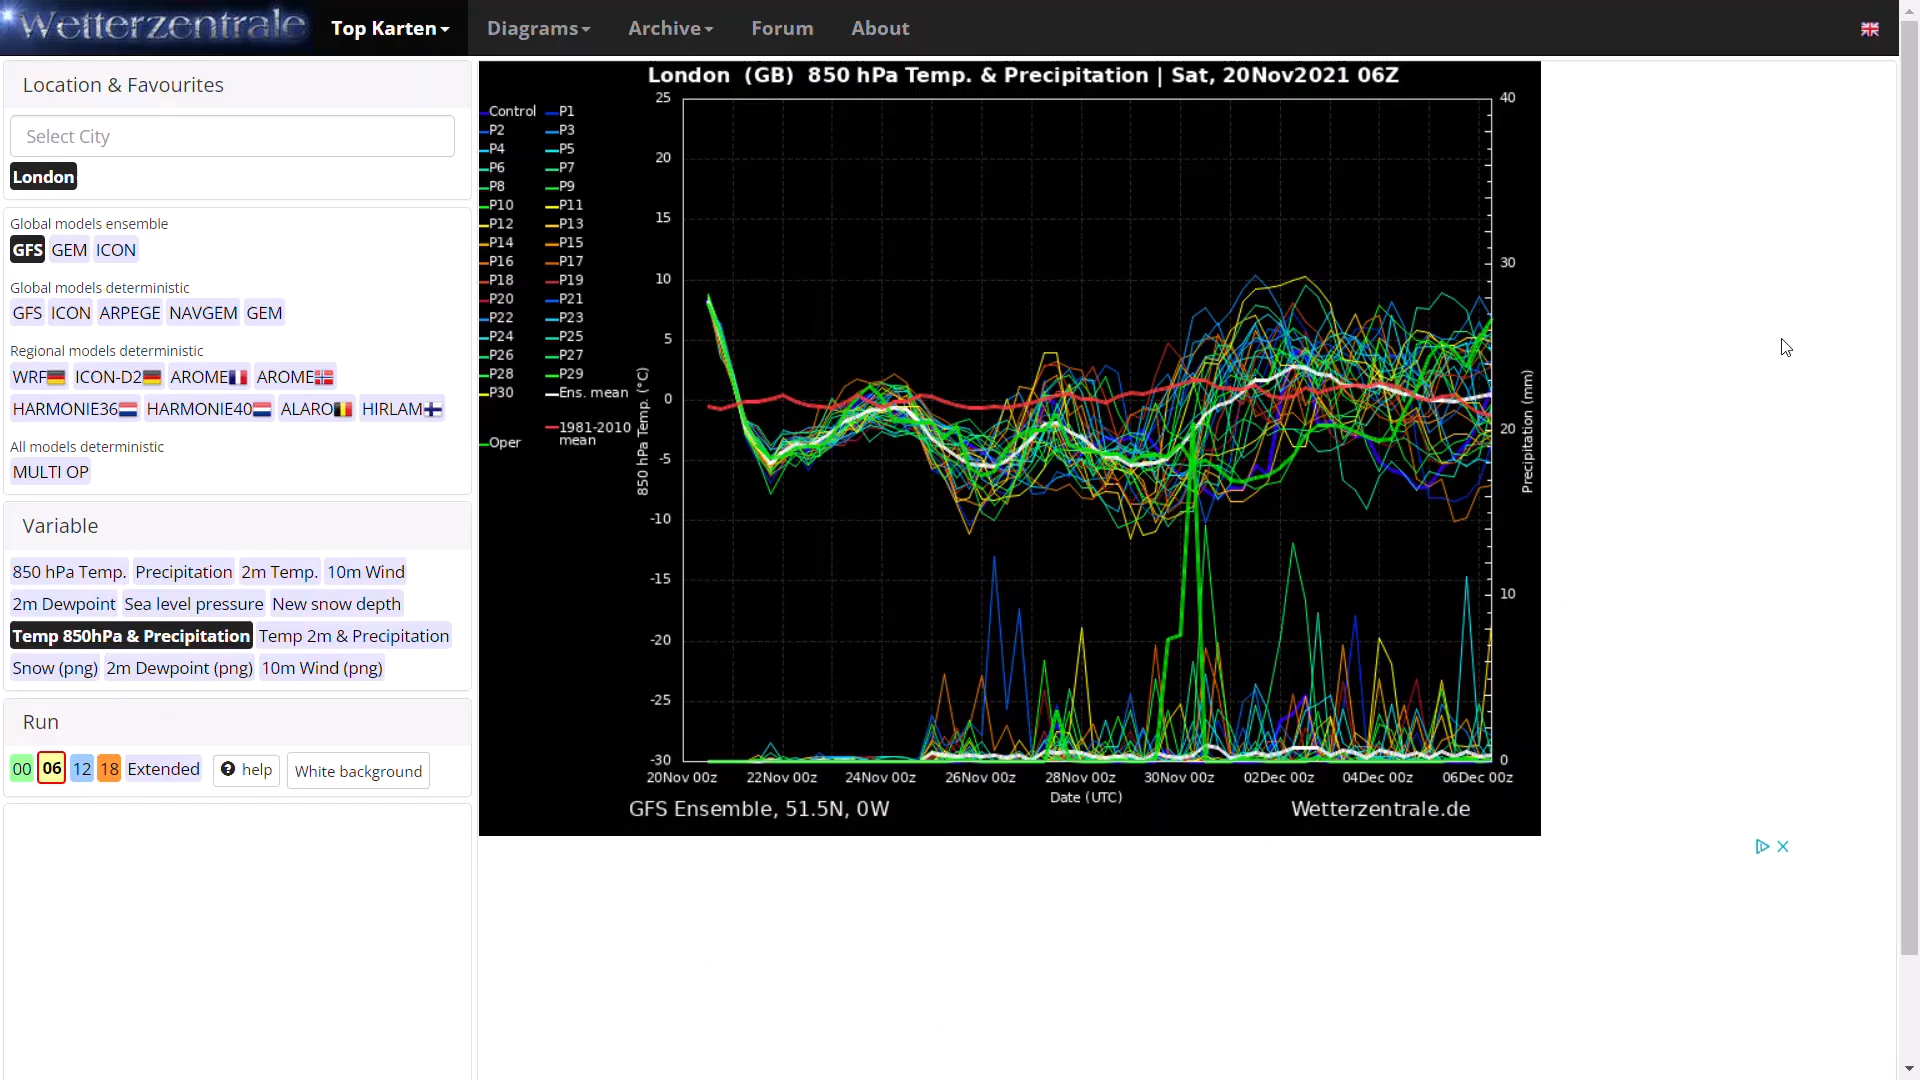 Wetterzentrale
Top Karten
Diagrams
Archive
Forum
About
Location & Favourites
Select City
London
Global models ensemble
GFS GEM ICON
Global models deterministic
GFS ICON ARPEGE NAVGEM GEM
Regional models deterministic
WRF ICON-D2 AROME AROME
HARMONIE36 HARMONIE40 ALARO HIRLAM
All models deterministic
MULTI OP
Variable
850 hPa Temp. Precipitation 2m Temp. 10m Wind
2m Dewpoint Sea level pressure New snow depth
Temp 850hPa & Precipitation Temp 2m & Precipitation
Snow (png) 2m Dewpoint (png) 10m Wind (png)
Run
00 06 12 18 Extended help White background
London (GB) 850 hPa Temp. & Precipitation | Sat, 20Nov2021 06Z
Control P1
P2 P3
P4 P5
P6 P7
P8 P9
P10 P11
P12 P13
P14 P15
P16 P17
P18 P19
P20 P21
P22 P23
P24 P25
P26 P27
P28 P29
P30 Ens. mean
1981-2010
mean
Oper
850 hPa Temp. (°C)
25
20
15
10
5
0
-5
-10
-15
-20
-25
-30
40
30
20
10
0
Precipitation (mm)
20Nov 00z 22Nov 00z 24Nov 00z 26Nov 00z 28Nov 00z 30Nov 00z 02Dec 00z 04Dec 00z 06Dec 00z
Date (UTC)
GFS Ensemble, 51.5N, 0W
Wetterzentrale.de